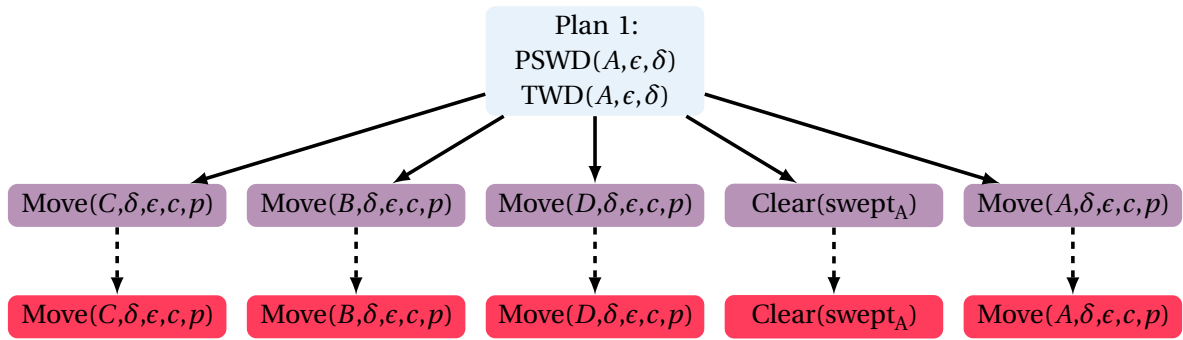 Plan 1:
PSWD(A,ϵ,δ)
TWD(A,ϵ,δ)
Move(C,δ,ϵ,c,p) Move(B,δ,ϵ,c,p) Move(D,δ,ϵ,c,p) Clear(swept_A) Move(A,δ,ϵ,c,p)
Move(C,δ,ϵ,c,p) Move(B,δ,ϵ,c,p) Move(D,δ,ϵ,c,p) Clear(swept_A) Move(A,δ,ϵ,c,p)